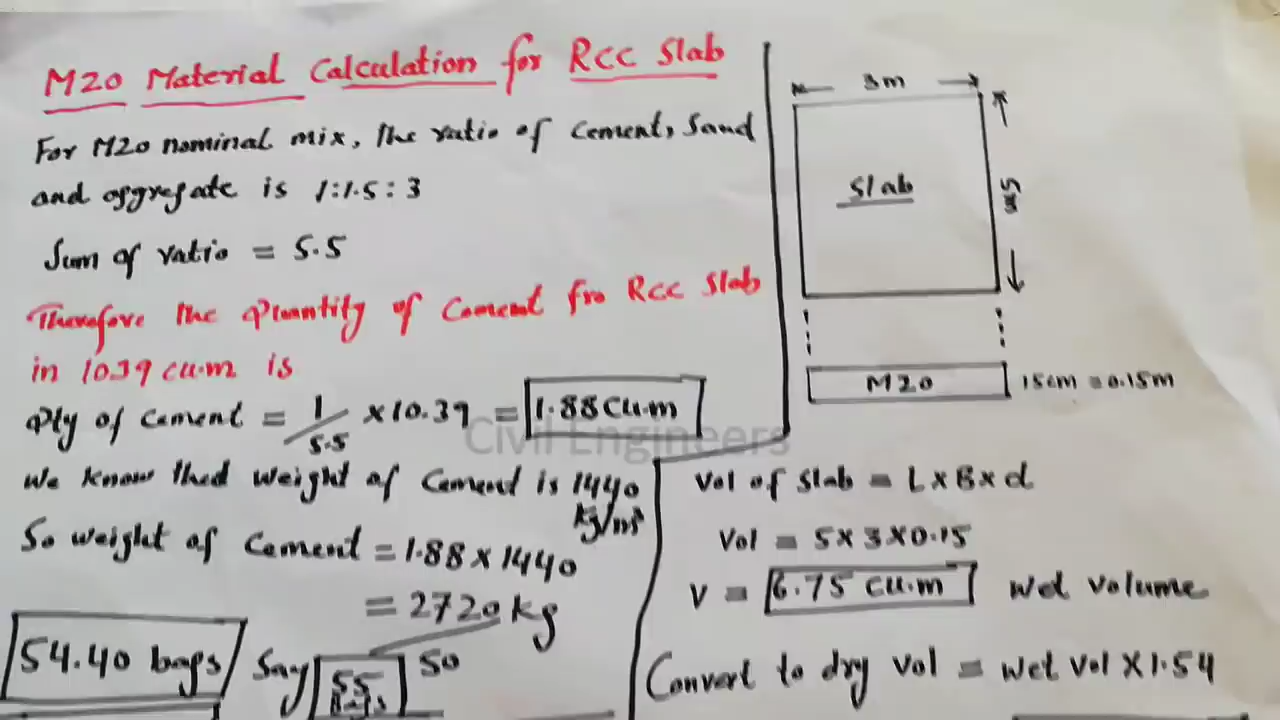 M20 Material Calculation for RCC Slab
For M20 nominal mix, the ratio of cement, sand
and aggregate is 1:1.5:3
Sum of ratio = 5.5
Therefore the Quantity of Cement fro RCC Slab
in 10.39 cu.m is
Qty of cement = 1/5.5 × 10.39 = 1.88 Cu.m
We know that weight of cement is 1440 kg/m³
So weight of Cement = 1.88 × 1440
= 2720 kg
50
54.40 bags Say 55 Bags
3m
Slab
5m
M20 15cm = 0.15m
Vol of slab = L×B×d
Vol = 5×3×0.15
V = 6.75 cu.m wet volume
Convert to dry vol = wet vol × 1.54
Civil Engineers